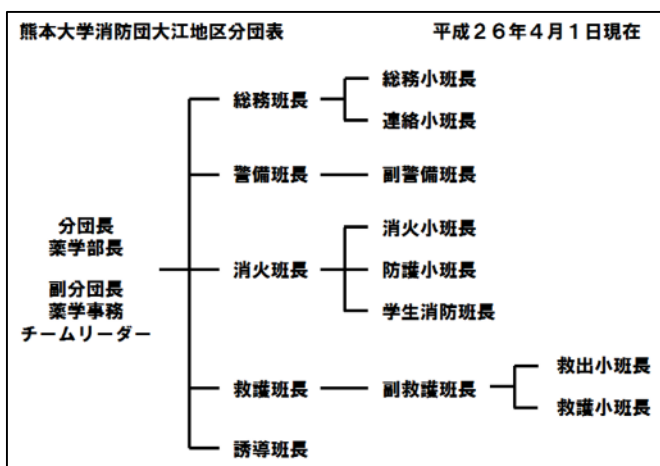 熊本大学消防団大江地区分団表　平成２６年４月１日現在
総務班長
総務小班長
連絡小班長
警備班長
副警備班長
分団長
薬学部長
副分団長
薬学事務
チームリーダー
消火班長
消火小班長
防護小班長
学生消防班長
救護班長
副救護班長
救出小班長
救護小班長
誘導班長